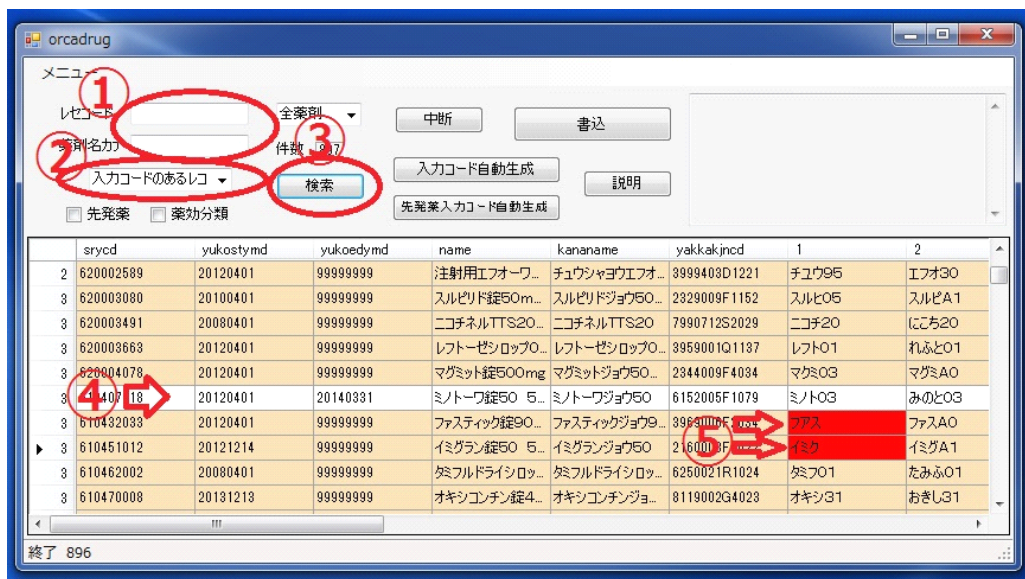 orcadrug
メニュー
①
レセコード 全薬剤 中断 書込
② 薬剤名カナ 件数 897 ③
入力コードのあるレコ 検索 入力コード自動生成 説明
先発薬 薬効分類 先発薬入力コード自動生成
srycd yukostymd yukoedymd name kananame yakkakjncd 1 2
2 620002589 20120401 99999999 注射用エフオーワ... チュウシャヨウエフオ... 3999403D1221 チユウ95 エフオ30
3 620003080 20100401 99999999 スルピリド錠50m... スルピリドジョウ50... 2329009F1152 スルヒ05 スルピA1
3 620003491 20080401 99999999 ニコチネルTTS20... ニコチネルTTS20 7990712S2029 ニコチ20 にこち20
3 620003663 20120401 99999999 レフトーゼシロップ0... レフトーゼシロップ0... 3959001Q1137 レフト01 れふと01
3 620004078 20120401 99999999 マグミット錠500mg マグミットジョウ50... 2344009F4034 マクミ03 マグミA0
④ 3 20120401 20140331 ミノトーワ錠50 5... ミノトーワジョウ50 6152005F1079 ミノト03 みのと03
3 610432033 20120401 99999999 ファスティック錠90... ファスティックジョウ9... フアス ファスA0
⑤ 3 610451012 20121214 99999999 イミグラン錠50 5... イミグランジョウ50 イミク イミグA1
3 610462002 20080401 99999999 タミフルドライシロッ... タミフルドライシロッ... 6250021R1024 タミフ01 たみふ01
3 610470008 20131213 99999999 オキシコンチン錠4... オキシコンチンジョ... 8119002G4023 オキシ31 おきし31
終了 896